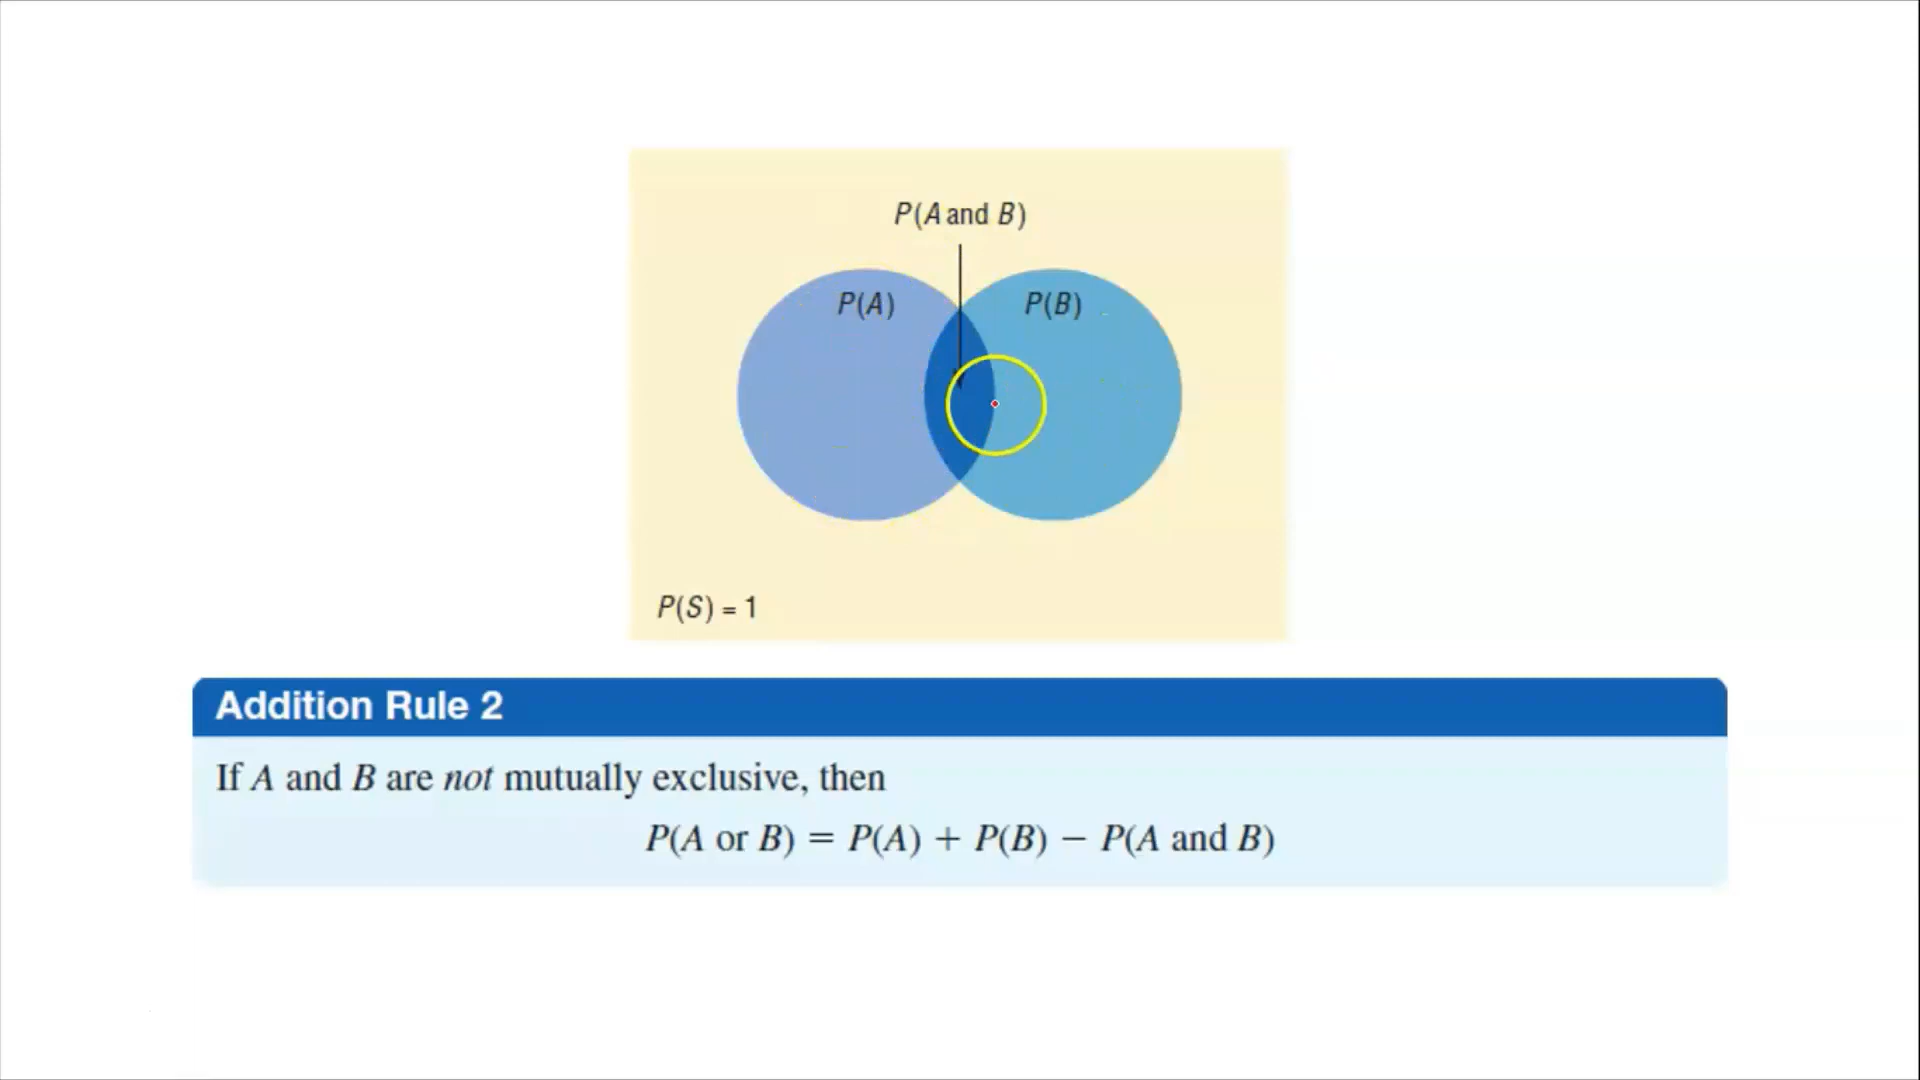 P(A and B)
P(A) P(B)
P(S) = 1
Addition Rule 2
If A and B are not mutually exclusive, then
P(A or B) = P(A) + P(B) − P(A and B)